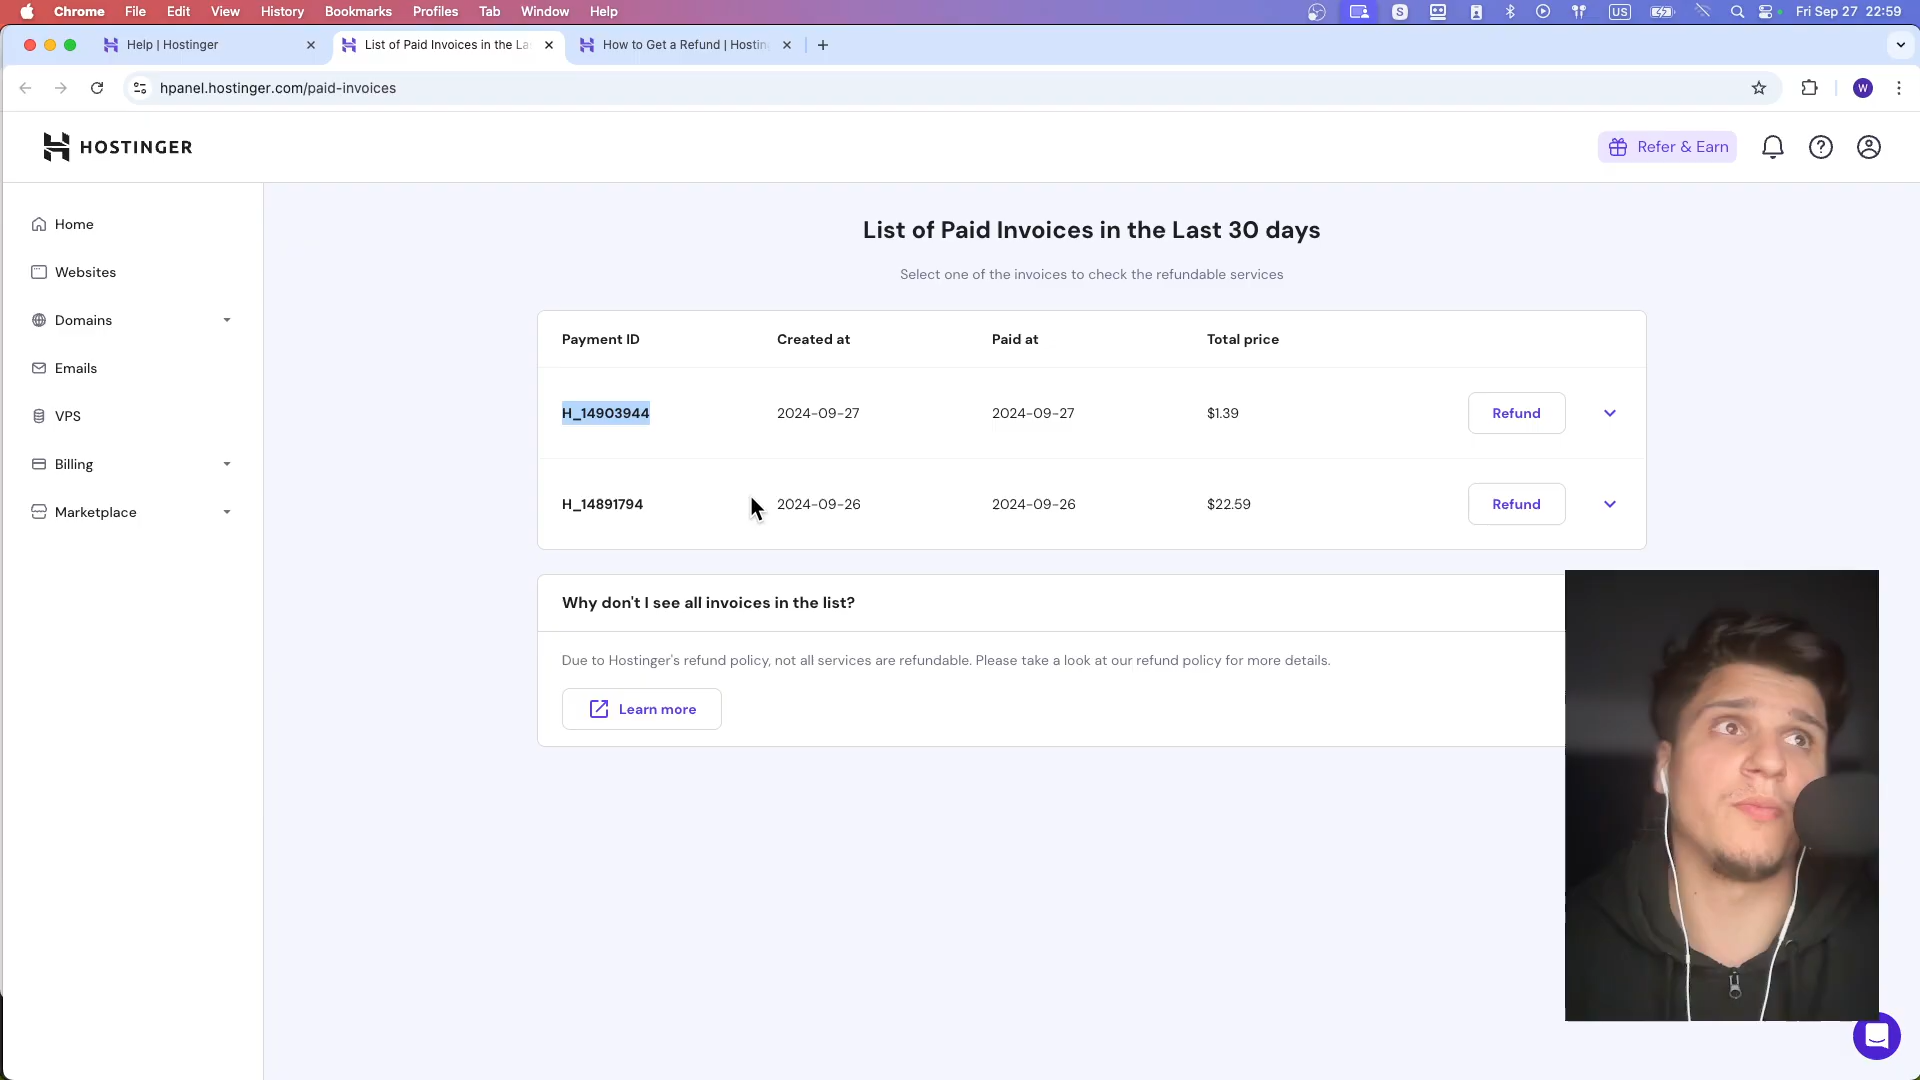 Chrome File Edit View History Bookmarks Profiles Tab Window Help S US Fri Sep 27 22:59
Help | Hostinger List of Paid Invoices in the La How to Get a Refund | Hostin
hpanel.hostinger.com/paid-invoices W
HOSTINGER Refer & Earn
Home
Websites
Domains
Emails
VPS
Billing
Marketplace
List of Paid Invoices in the Last 30 days
Select one of the invoices to check the refundable services
Payment ID Created at Paid at Total price
H_14903944 2024-09-27 2024-09-27 $1.39 Refund
H_14891794 2024-09-26 2024-09-26 $22.59 Refund
Why don't I see all invoices in the list?
Due to Hostinger's refund policy, not all services are refundable. Please take a look at our refund policy for more details.
Learn more